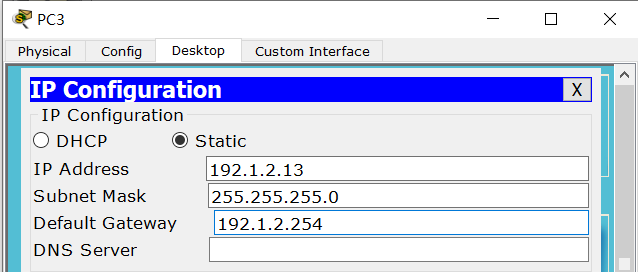 PC3
Physical Config Desktop Custom Interface
IP Configuration X
IP Configuration
DHCP Static
IP Address 192.1.2.13
Subnet Mask 255.255.255.0
Default Gateway 192.1.2.254
DNS Server